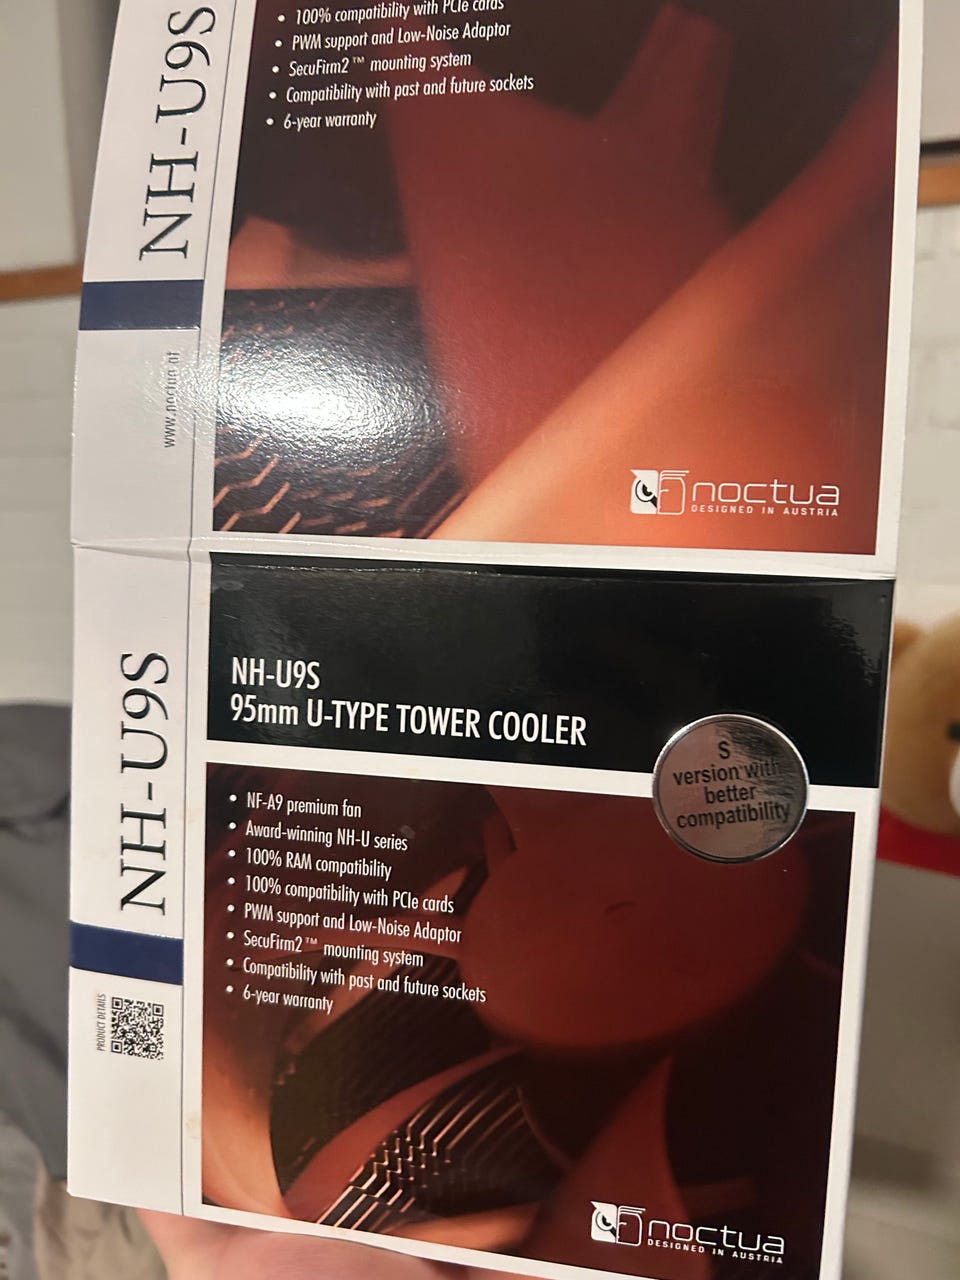 • 100% compatibility with PCIe cards
• PWM support and Low-Noise Adaptor
• SecuFirm2™ mounting system
• Compatibility with past and future sockets
• 6-year warranty
NH-U9S
www.noctua.at
noctua
DESIGNED IN AUSTRIA
NH-U9S
95mm U-TYPE TOWER COOLER
S
version with
better
compatibility
• NF-A9 premium fan
• Award-winning NH-U series
• 100% RAM compatibility
• 100% compatibility with PCIe cards
• PWM support and Low-Noise Adaptor
• SecuFirm2™ mounting system
• Compatibility with past and future sockets
• 6-year warranty
NH-U9S
PRODUCT DETAILS
noctua
DESIGNED IN AUSTRIA